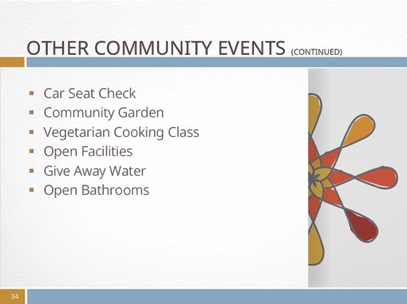 OTHER COMMUNITY EVENTS (CONTINUED)
▪ Car Seat Check
▪ Community Garden
▪ Vegetarian Cooking Class
▪ Open Facilities
▪ Give Away Water
▪ Open Bathrooms
34